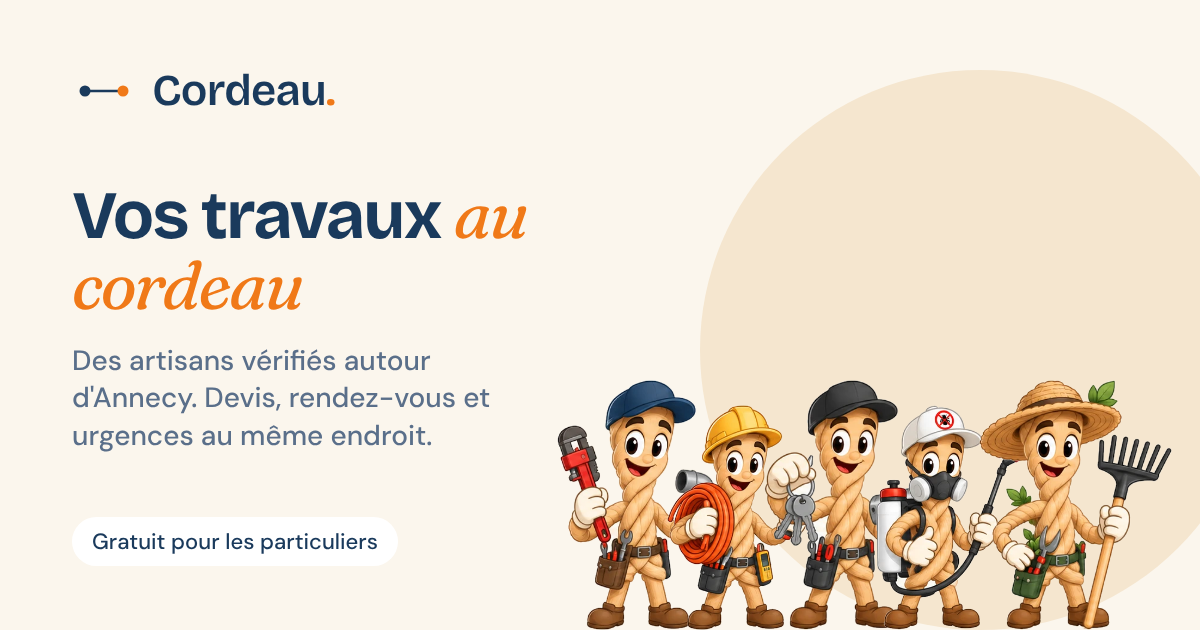 Cordeau.
Vos travaux au
cordeau
Des artisans vérifiés autour
d'Annecy. Devis, rendez-vous et
urgences au même endroit.
Gratuit pour les particuliers